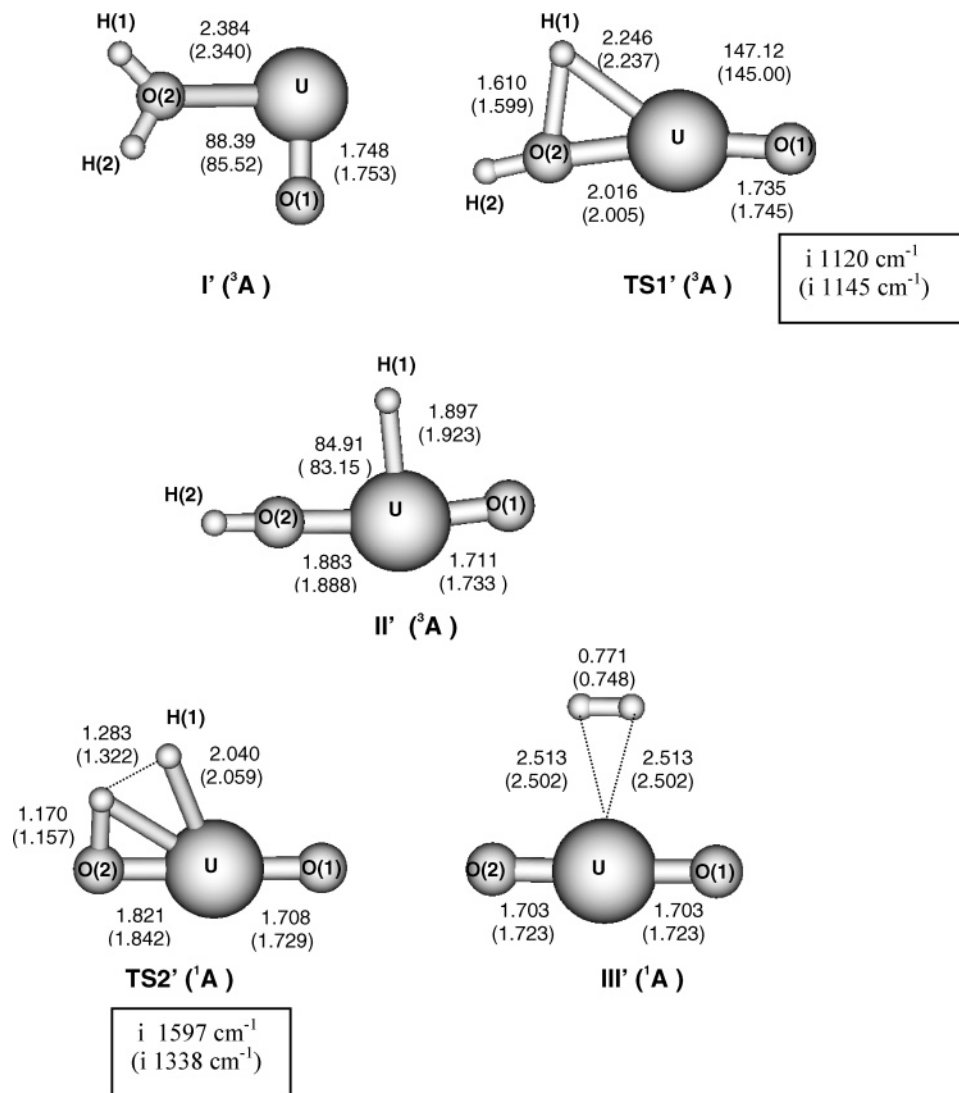 H(1)
2.384
(2.340)
O(2)
U
H(2)
88.39
(85.52)
1.748
(1.753)
O(1)
I' (³A )
H(1)
2.246
(2.237)
147.12
(145.00)
1.610
(1.599)
O(2)
U
O(1)
H(2)
2.016
(2.005)
1.735
(1.745)
TS1' (³A )
i 1120 cm⁻¹
(i 1145 cm⁻¹)
H(1)
1.897
(1.923)
84.91
( 83.15 )
H(2)
O(2)
U
O(1)
1.883
(1.888)
1.711
(1.733 )
II' (³A )
H(1)
1.283
(1.322)
2.040
(2.059)
1.170
(1.157)
O(2)
U
O(1)
1.821
(1.842)
1.708
(1.729)
TS2' (¹A )
i 1597 cm⁻¹
(i 1338 cm⁻¹)
0.771
(0.748)
2.513
(2.502)
2.513
(2.502)
O(2)
U
O(1)
1.703
(1.723)
1.703
(1.723)
III' (¹A )